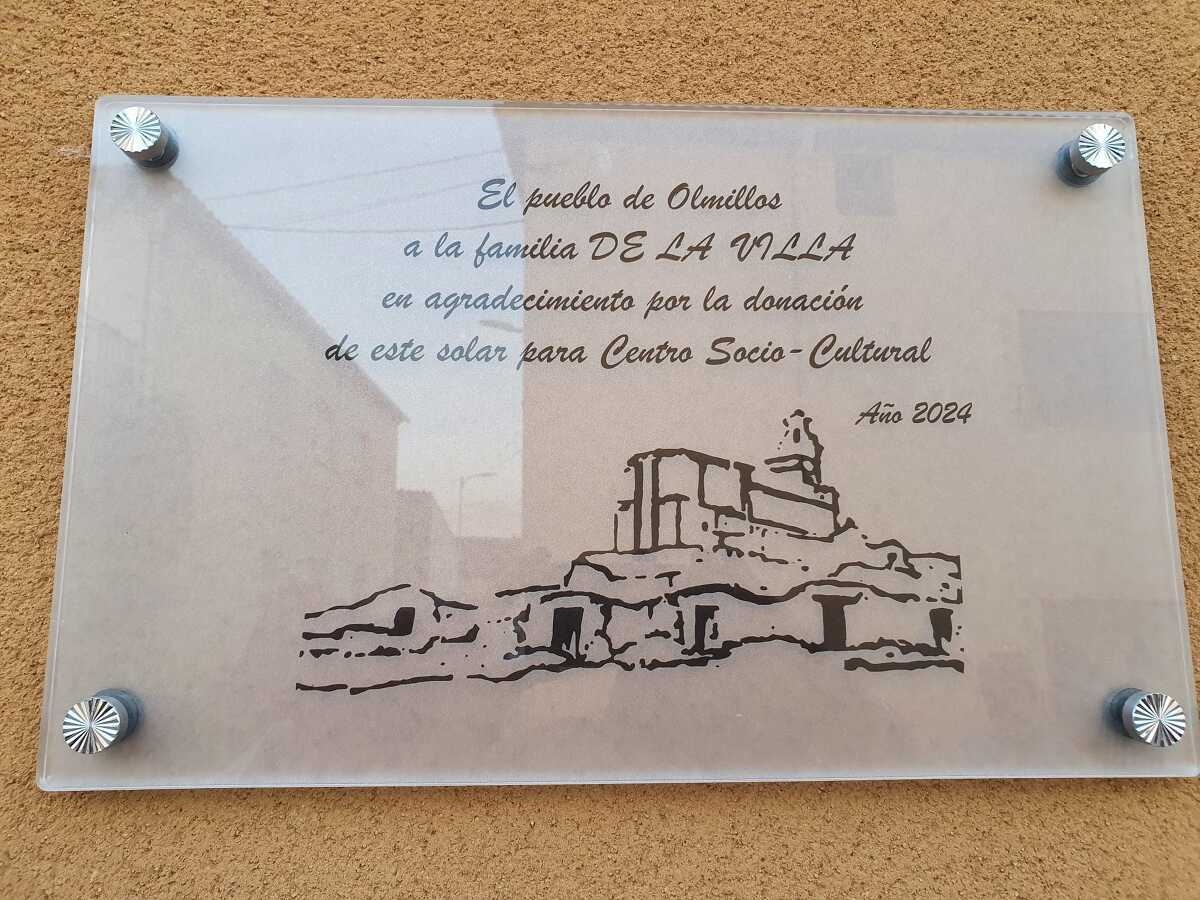 El pueblo de Olmillos
a la familia DE LA VILLA
en agradecimiento por la donación
de este solar para Centro Socio-Cultural
Año 2024